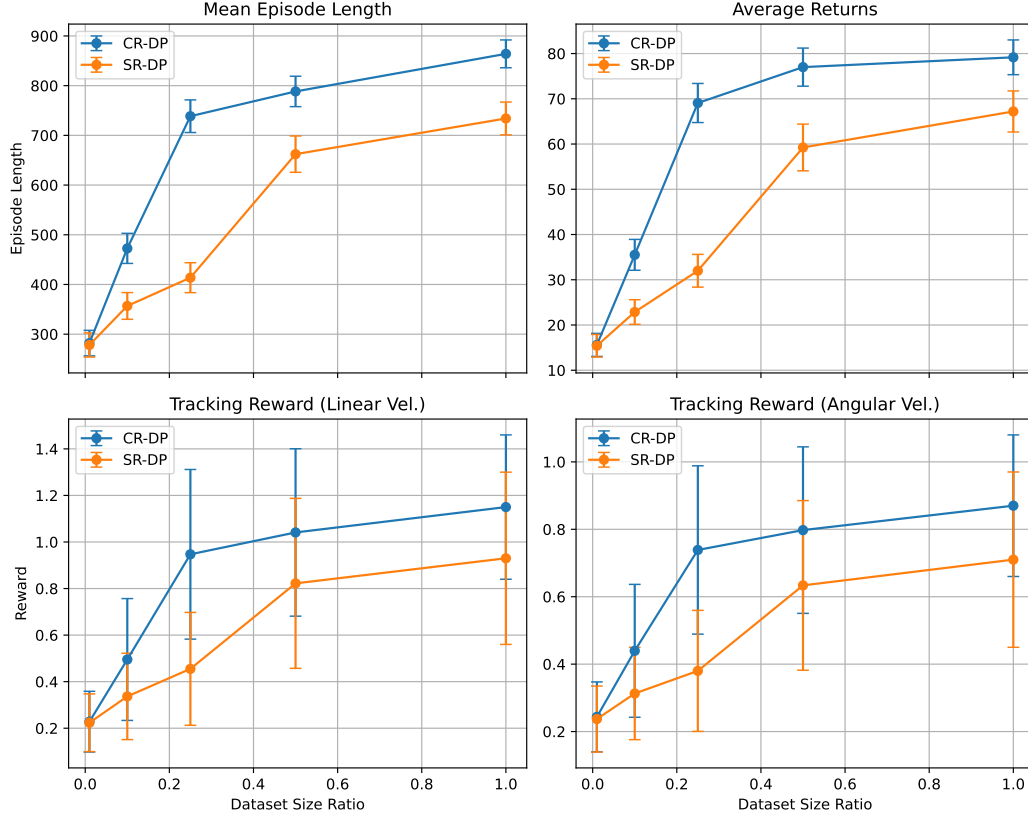 Mean Episode Length
Episode Length
900
800
700
600
500
400
300
CR-DP
SR-DP
Average Returns
80
70
60
50
40
30
20
10
CR-DP
SR-DP
Tracking Reward (Linear Vel.)
Reward
1.4
1.2
1.0
0.8
0.6
0.4
0.2
CR-DP
SR-DP
0.0 0.2 0.4 0.6 0.8 1.0
Dataset Size Ratio
Tracking Reward (Angular Vel.)
1.0
0.8
0.6
0.4
0.2
CR-DP
SR-DP
0.0 0.2 0.4 0.6 0.8 1.0
Dataset Size Ratio